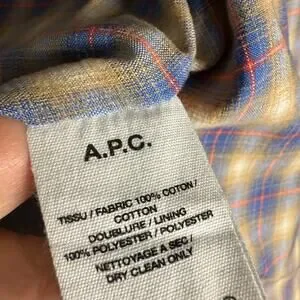 A.P.C.
TISSU / FABRIC 100% COTON /
COTTON
DOUBLURE / LINING
100% POLYESTER / POLYESTER
NETTOYAGE A SEC /
DRY CLEAN ONLY